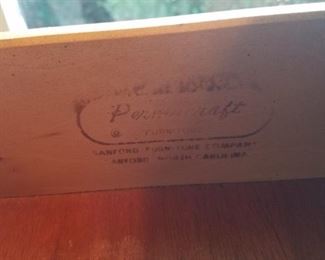 Permacraft
® FURNITURE
SANFORD FURNITURE COMPANY
SANFORD NORTH CAROLINA